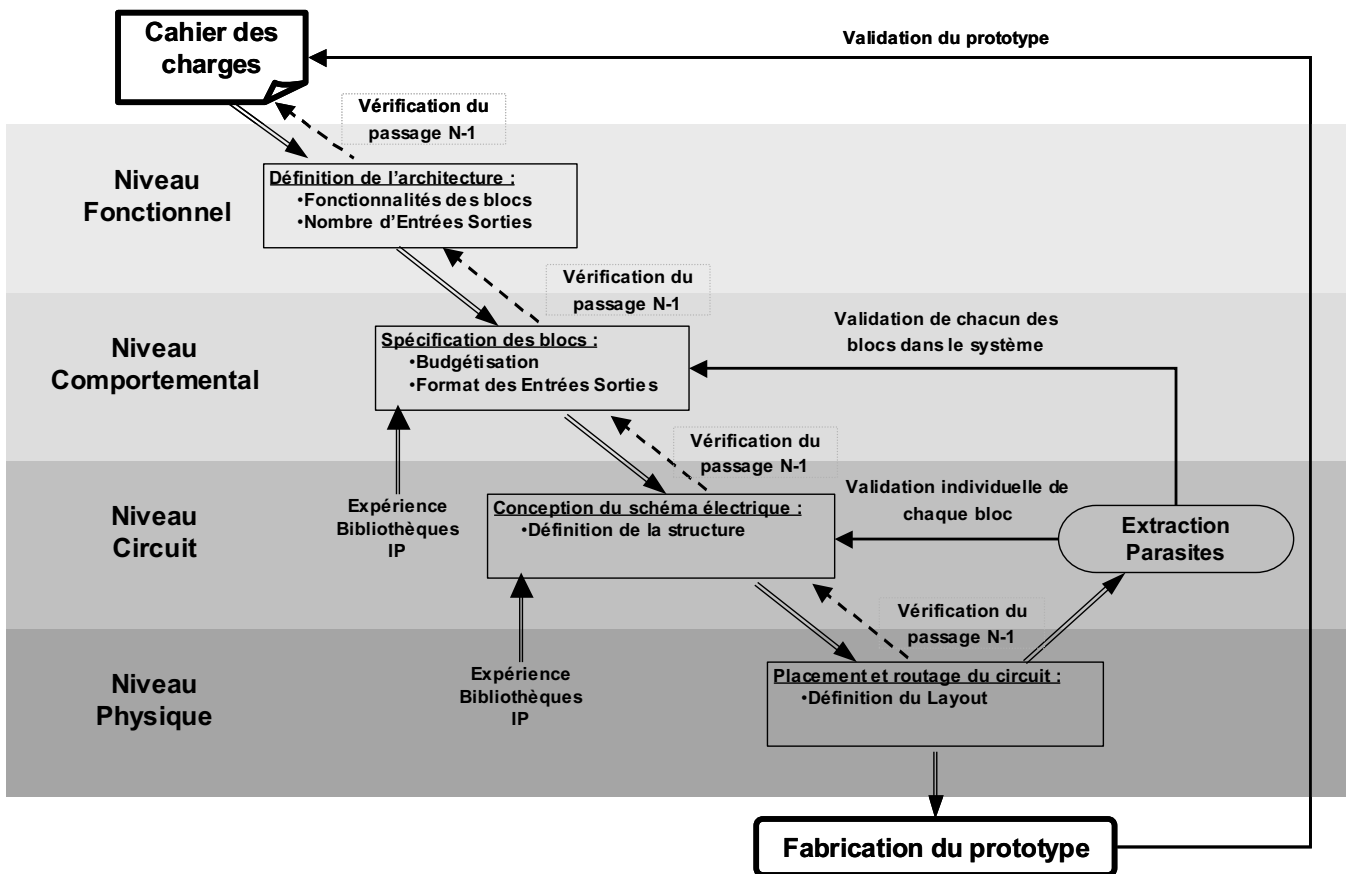 Cahier des
charges
Validation du prototype
Vérification du
passage N-1
Niveau
Fonctionnel
Définition de l'architecture :
•Fonctionnalités des blocs
•Nombre d'Entrées Sorties
Vérification du
passage N-1
Niveau
Comportemental
Spécification des blocs :
•Budgétisation
•Format des Entrées Sorties
Validation de chacun des
blocs dans le système
Vérification du
passage N-1
Niveau
Circuit
Expérience
Bibliothèques
IP
Conception du schéma électrique :
•Définition de la structure
Validation individuelle de
chaque bloc
Extraction
Parasites
Vérification du
passage N-1
Niveau
Physique
Expérience
Bibliothèques
IP
Placement et routage du circuit :
•Définition du Layout
Fabrication du prototype